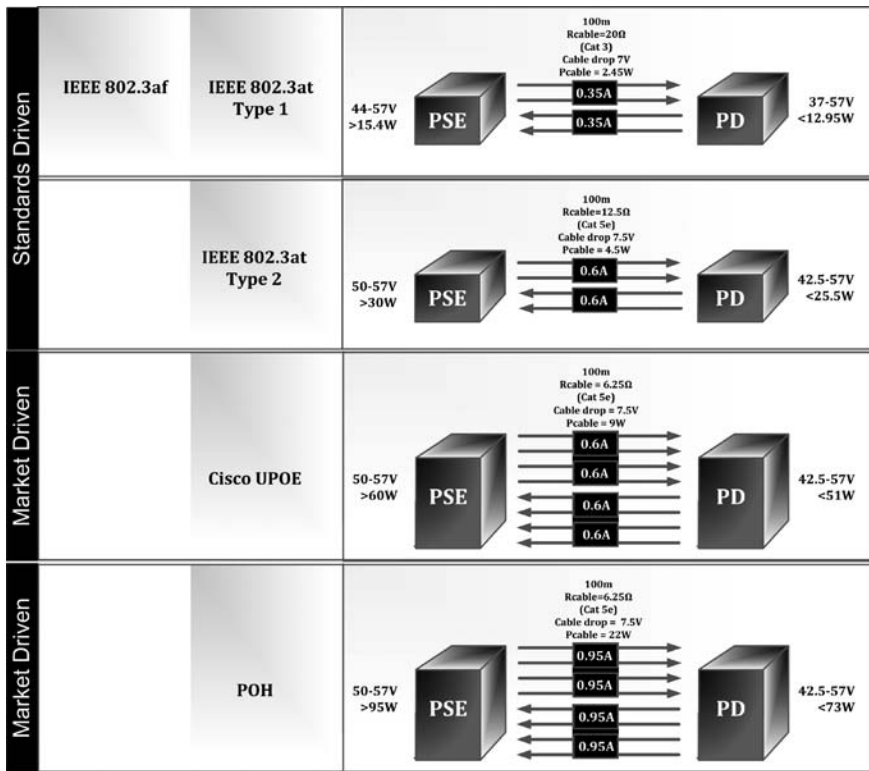 Standards Driven
IEEE 802.3af
IEEE 802.3at
Type 1
44-57V
>15.4W
PSE
100m
Rcable=20Ω
(Cat 3)
Cable drop 7V
Pcable = 2.45W
0.35A
0.35A
PD
37-57V
<12.95W
IEEE 802.3at
Type 2
50-57V
>30W
PSE
100m
Rcable=12.5Ω
(Cat 5e)
Cable drop 7.5V
Pcable = 4.5W
0.6A
0.6A
PD
42.5-57V
<25.5W
Market Driven
Cisco UPOE
50-57V
>60W
PSE
100m
Rcable = 6.25Ω
(Cat 5e)
Cable drop = 7.5V
Pcable = 9W
0.6A
0.6A
0.6A
0.6A
PD
42.5-57V
<51W
Market Driven
POH
50-57V
>95W
PSE
100m
Rcable=6.25Ω
(Cat 5e)
Cable drop = 7.5V
Pcable = 22W
0.95A
0.95A
0.95A
0.95A
PD
42.5-57V
<73W